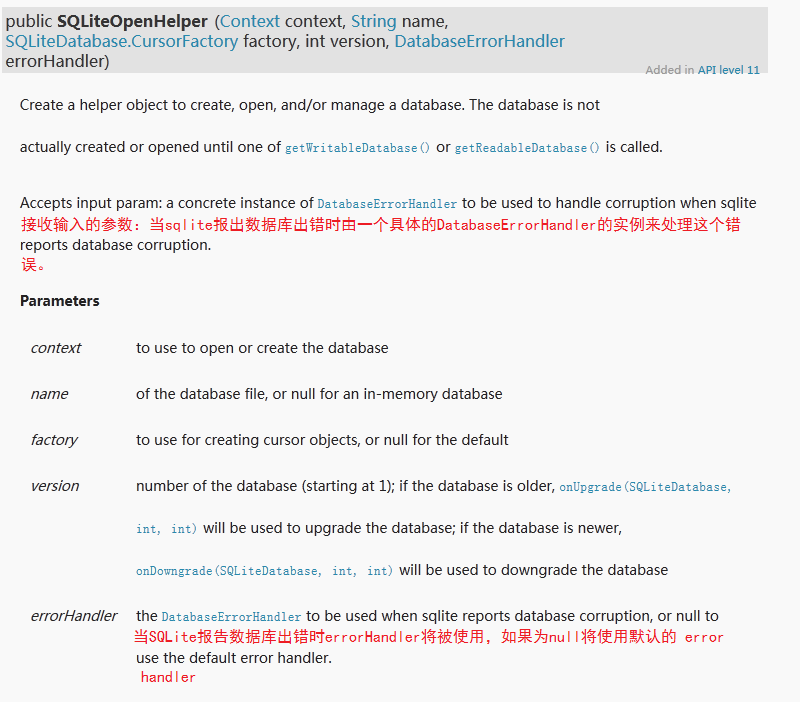 public SQLiteOpenHelper (Context context, String name,
SQLiteDatabase.CursorFactory factory, int version, DatabaseErrorHandler
errorHandler)
Added in API level 11
Create a helper object to create, open, and/or manage a database. The database is not
actually created or opened until one of getWritableDatabase() or getReadableDatabase() is called.
Accepts input param: a concrete instance of DatabaseErrorHandler to be used to handle corruption when sqlite
接收输入的参数：当sqlite报出数据库出错时由一个具体的DatabaseErrorHandler的实例来处理这个错
reports database corruption.
误。
Parameters
context to use to open or create the database
name of the database file, or null for an in-memory database
factory to use for creating cursor objects, or null for the default
version number of the database (starting at 1); if the database is older, onUpgrade(SQLiteDatabase,
int, int) will be used to upgrade the database; if the database is newer,
onDowngrade(SQLiteDatabase, int, int) will be used to downgrade the database
errorHandler the DatabaseErrorHandler to be used when sqlite reports database corruption, or null to
当SQLite报告数据库出错时errorHandler将被使用，如果为null将使用默认的 error
use the default error handler.
handler